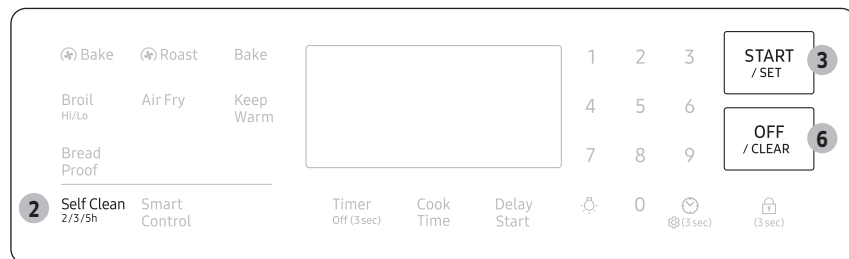 Bake Roast Bake 1 2 3 START
/ SET 3
Broil Air Fry Keep 4 5 6
Hi/Lo Warm
OFF
/ CLEAR 6
Bread 7 8 9
Proof
2 Self Clean Smart Timer Cook Delay 0
2/3/5h Control Off (3 sec) Time Start (3 sec) (3 sec)